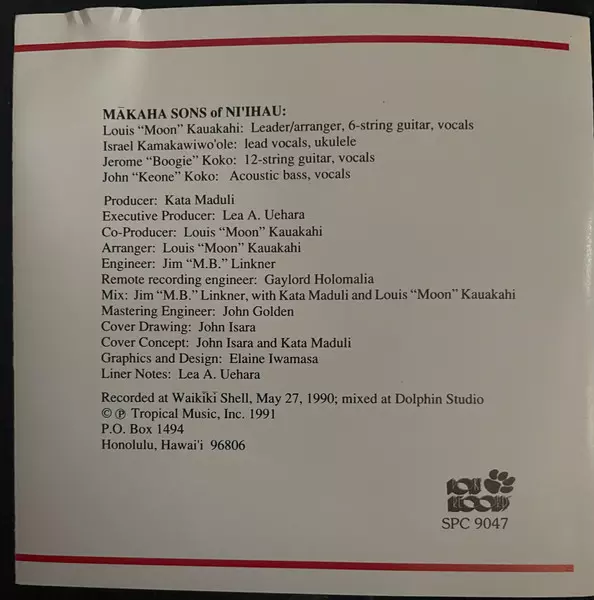 MĀKAHA SONS of NI'IHAU:
Louis “Moon” Kauakahi: Leader/arranger, 6-string guitar, vocals
Israel Kamakawiwo'ole: lead vocals, ukulele
Jerome “Boogie” Koko: 12-string guitar, vocals
John “Keone” Koko: Acoustic bass, vocals
Producer: Kata Maduli
Executive Producer: Lea A. Uehara
Co-Producer: Louis “Moon” Kauakahi
Arranger: Louis “Moon” Kauakahi
Engineer: Jim “M.B.” Linkner
Remote recording engineer: Gaylord Holomalia
Mix: Jim “M.B.” Linkner, with Kata Maduli and Louis “Moon” Kauakahi
Mastering Engineer: John Golden
Cover Drawing: John Isara
Cover Concept: John Isara and Kata Maduli
Graphics and Design: Elaine Iwamasa
Liner Notes: Lea A. Uehara
Recorded at Waikīkī Shell, May 27, 1990; mixed at Dolphin Studio
© ℗ Tropical Music, Inc. 1991
P.O. Box 1494
Honolulu, Hawai'i 96806
SPC 9047